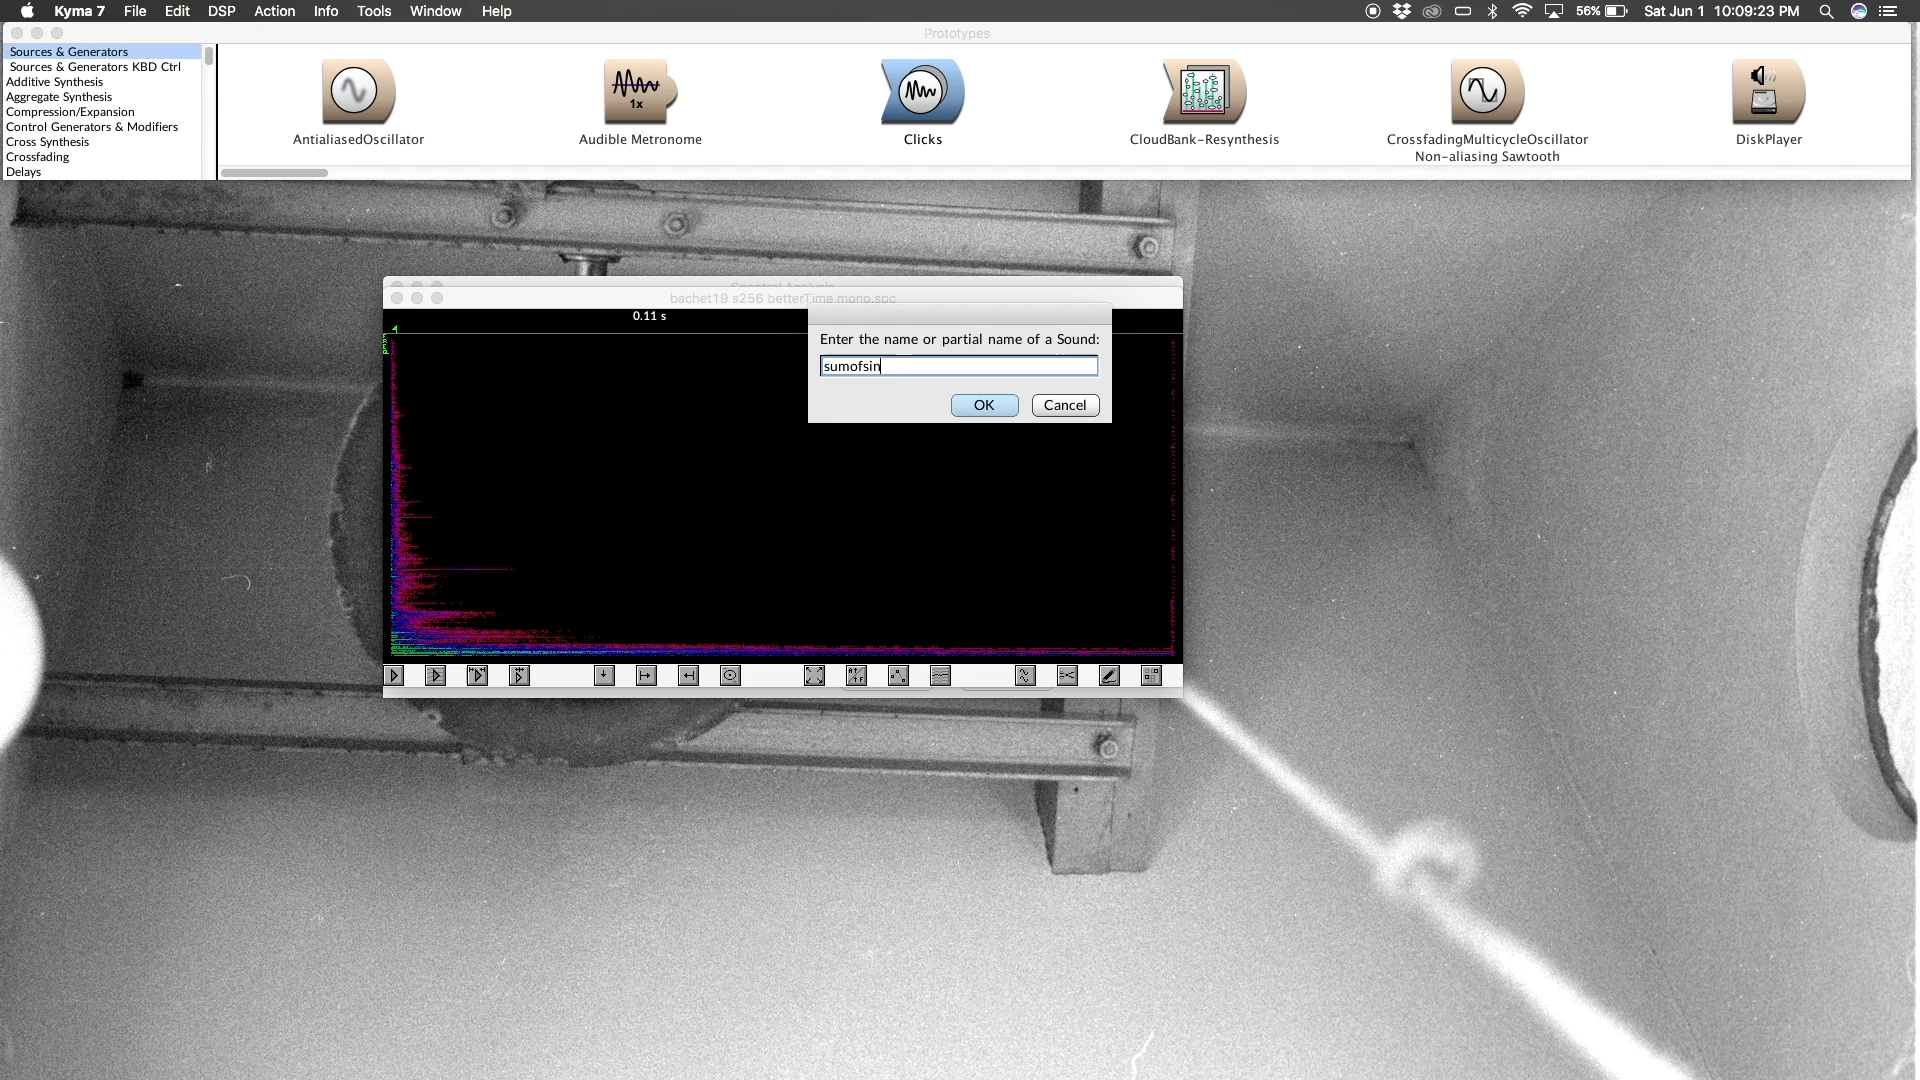 Kyma 7 File Edit DSP Action Info Tools Window Help 56% Sat Jun 1 10:09:23 PM
Prototypes
Sources & Generators
Sources & Generators KBD Ctrl
Additive Synthesis
Aggregate Synthesis
Compression/Expansion
Control Generators & Modifiers
Cross Synthesis
Crossfading
Delays
1x
AntialiasedOscillator
Audible Metronome
Clicks
CloudBank-Resynthesis
CrossfadingMulticycleOscillator
Non-aliasing Sawtooth
DiskPlayer
Spectral Analysis
bachet19 s256 betterTime mono.spc
0.11 s
Enter the name or partial name of a Sound:
sumofsin
OK Cancel